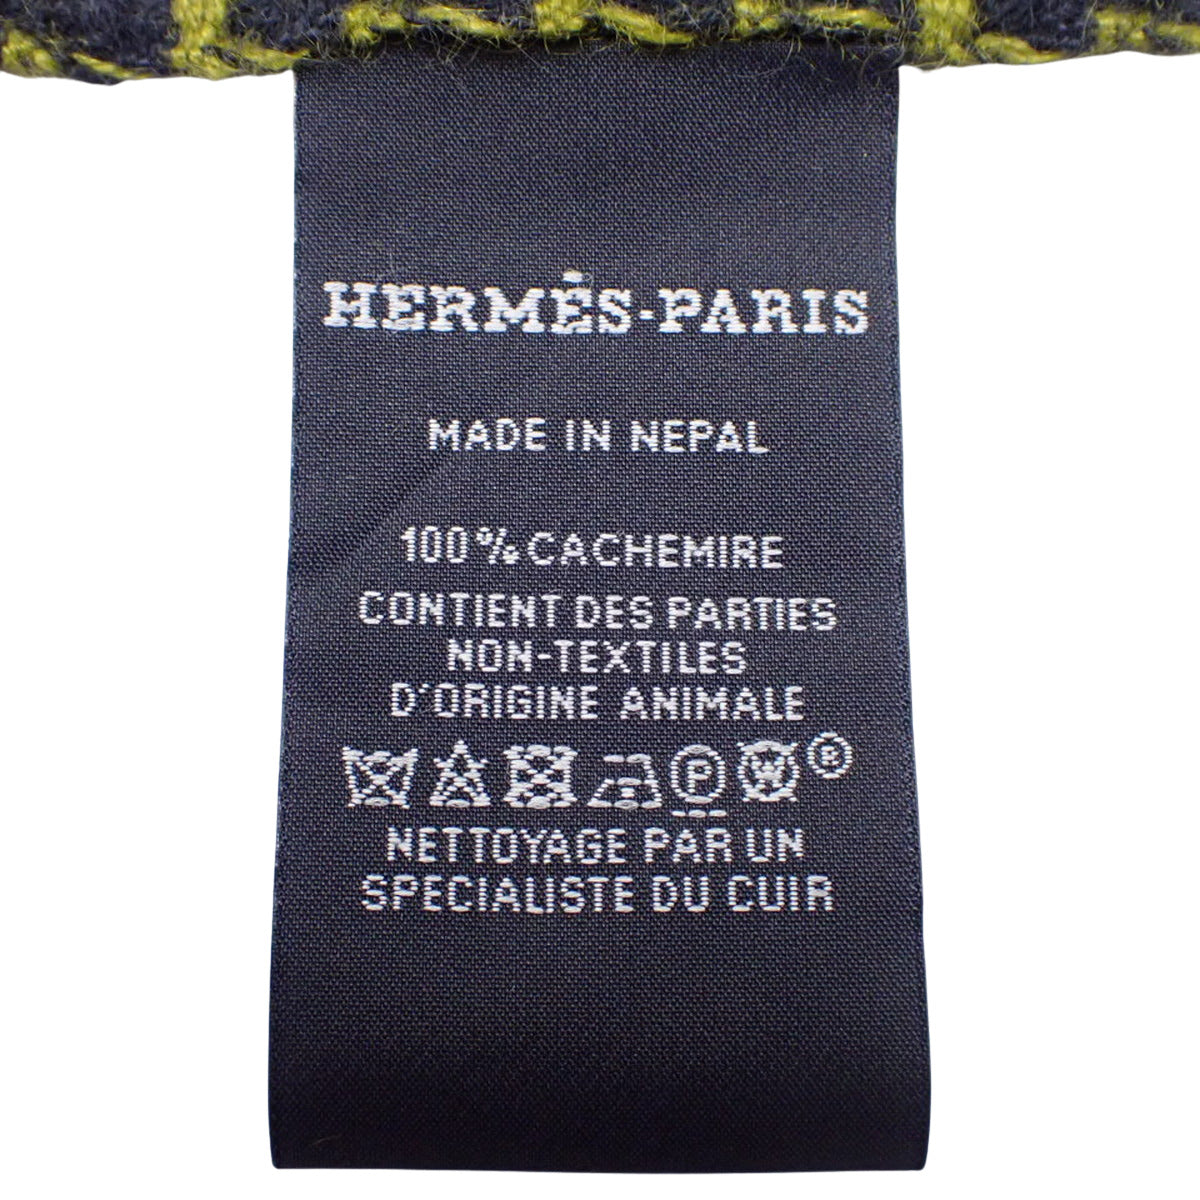 HERMÈS-PARIS
MADE IN NEPAL
100% CACHEMIRE
CONTIENT DES PARTIES
NON-TEXTILES
D'ORIGINE ANIMALE
P W ®
NETTOYAGE PAR UN
SPECIALISTE DU CUIR